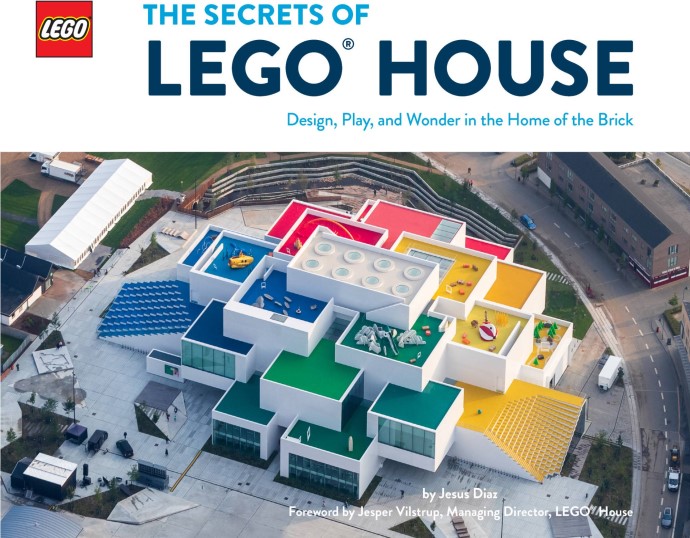 LEGO
THE SECRETS OF
LEGO® HOUSE
Design, Play, and Wonder in the Home of the Brick
by Jesus Diaz
Foreword by Jesper Vilstrup, Managing Director, LEGO® House